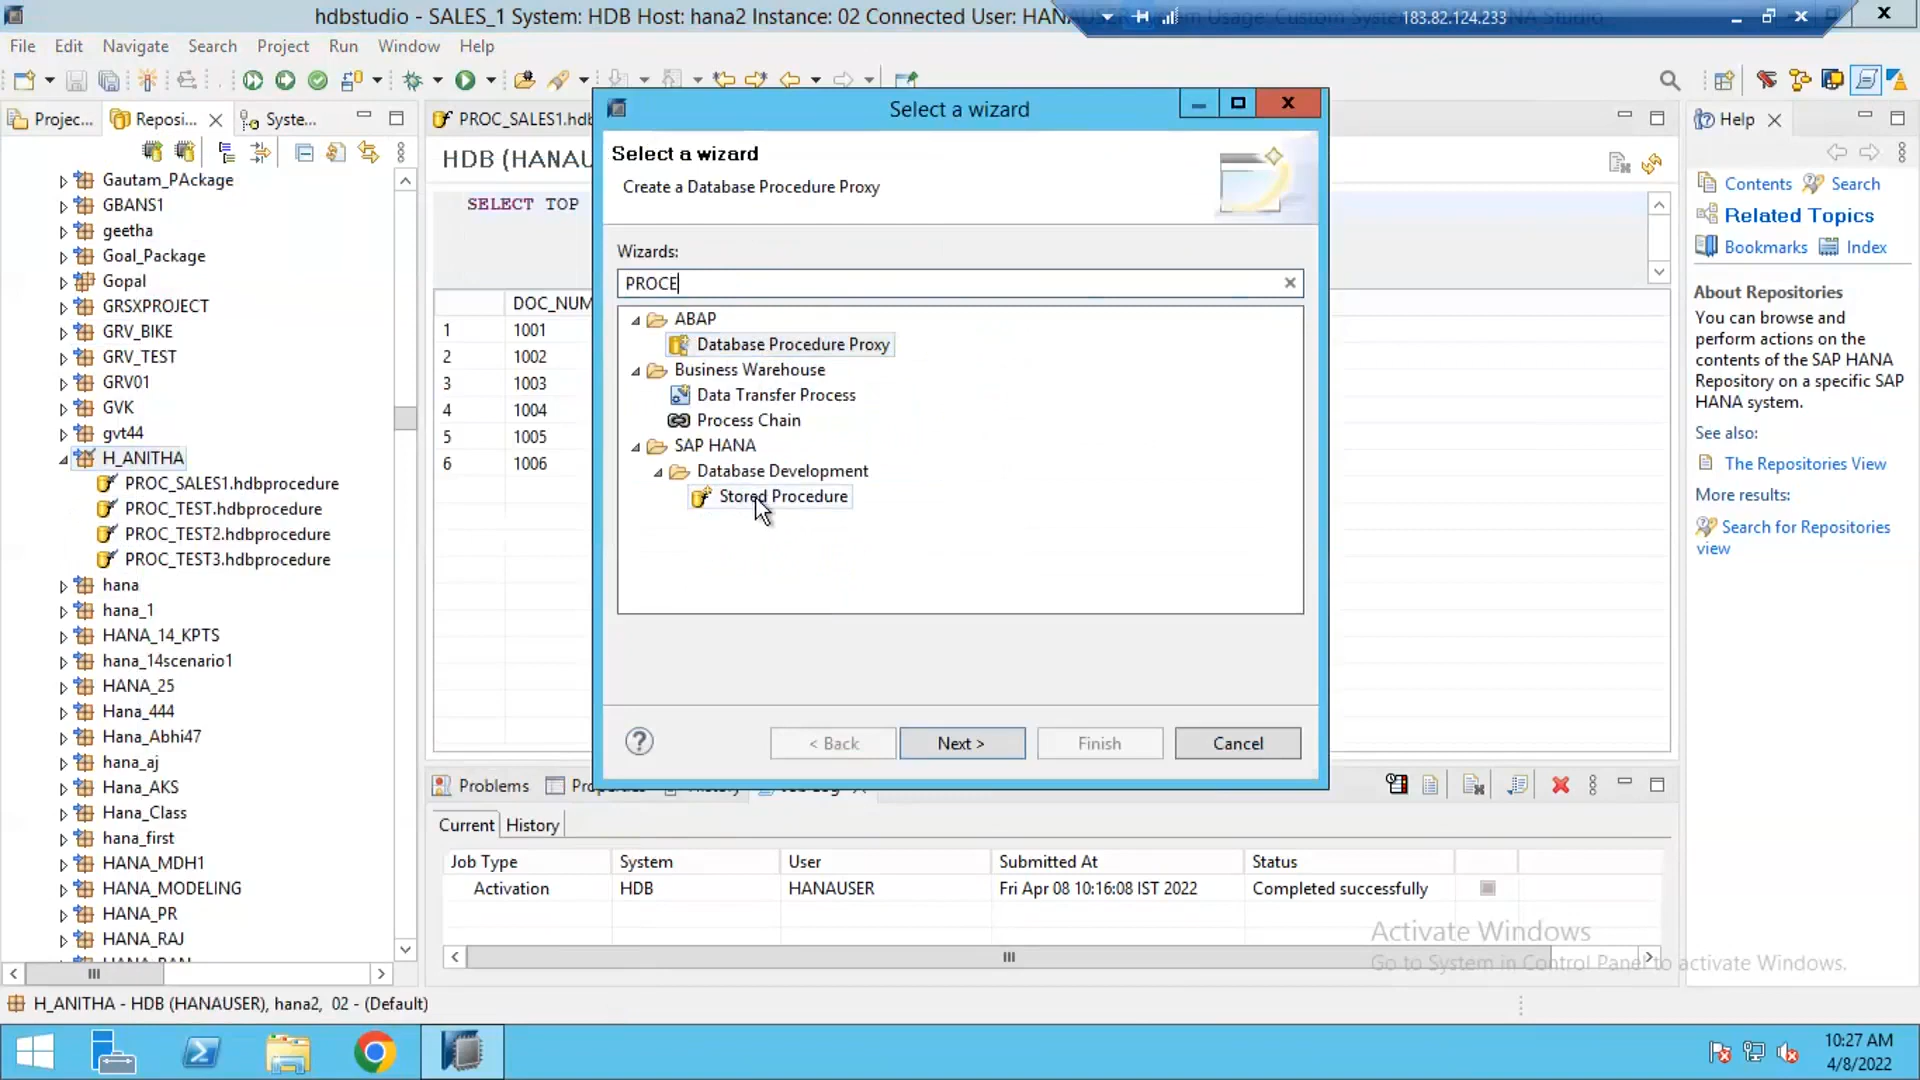 hdbstudio - SALES_1 System: HDB Host: hana2 Instance: 02 Connected User: HANAUSER
183.82.124.233
File Edit Navigate Search Project Run Window Help
Projec... Reposi... Syste...
PROC_SALES1.hdb
HDB (HANAU
SELECT TOP
Gautam_PAckage
GBANS1
geetha
Goal_Package
Gopal
GRSXPROJECT
GRV_BIKE
GRV_TEST
GRV01
GVK
gvt44
H_ANITHA
PROC_SALES1.hdbprocedure
PROC_TEST.hdbprocedure
PROC_TEST2.hdbprocedure
PROC_TEST3.hdbprocedure
hana
hana_1
HANA_14_KPTS
hana_14scenario1
HANA_25
Hana_444
Hana_Abhi47
hana_aj
Hana_AKS
Hana_Class
hana_first
HANA_MDH1
HANA_MODELING
HANA_PR
HANA_RAJ
DOC_NUM
1 1001
2 1002
3 1003
4 1004
5 1005
6 1006
Select a wizard
Select a wizard
Create a Database Procedure Proxy
Wizards:
PROCE
ABAP
Database Procedure Proxy
Business Warehouse
Data Transfer Process
Process Chain
SAP HANA
Database Development
Stored Procedure
< Back Next > Finish Cancel
Help
Contents Search
Related Topics
Bookmarks Index
About Repositories
You can browse and
perform actions on the
contents of the SAP HANA
Repository on a specific SAP
HANA system.
See also:
The Repositories View
More results:
Search for Repositories
view
Problems
Current History
Job Type System User Submitted At Status
Activation HDB HANAUSER Fri Apr 08 10:16:08 IST 2022 Completed successfully
Activate Windows
Go to System in Control Panel to activate Windows.
H_ANITHA - HDB (HANAUSER), hana2, 02 - (Default)
10:27 AM
4/8/2022